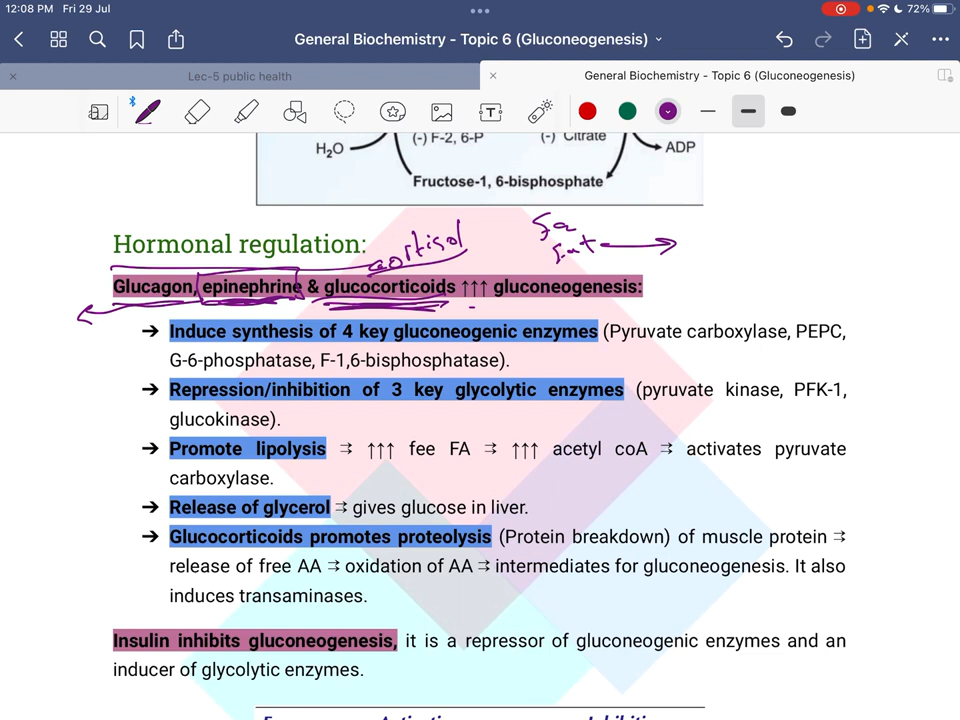 12:08 PM Fri 29 Jul
72%
General Biochemistry - Topic 6 (Gluconeogenesis)
Lec-5 public health
General Biochemistry - Topic 6 (Gluconeogenesis)
H₂O
(-) F-2, 6-P
(-) Citrate
ADP
Fructose-1, 6-bisphosphate
Hormonal regulation:
cortisol
Glucagon, epinephrine & glucocorticoids ↑↑↑ gluconeogenesis:
➔ Induce synthesis of 4 key gluconeogenic enzymes (Pyruvate carboxylase, PEPC,
G-6-phosphatase, F-1,6-bisphosphatase).
➔ Repression/inhibition of 3 key glycolytic enzymes (pyruvate kinase, PFK-1,
glucokinase).
➔ Promote lipolysis ⇉ ↑↑↑ fee FA ⇉ ↑↑↑ acetyl coA ⇉ activates pyruvate
carboxylase.
➔ Release of glycerol ⇉ gives glucose in liver.
➔ Glucocorticoids promotes proteolysis (Protein breakdown) of muscle protein ⇉
release of free AA ⇉ oxidation of AA ⇉ intermediates for gluconeogenesis. It also
induces transaminases.
Insulin inhibits gluconeogenesis, it is a repressor of gluconeogenic enzymes and an
inducer of glycolytic enzymes.